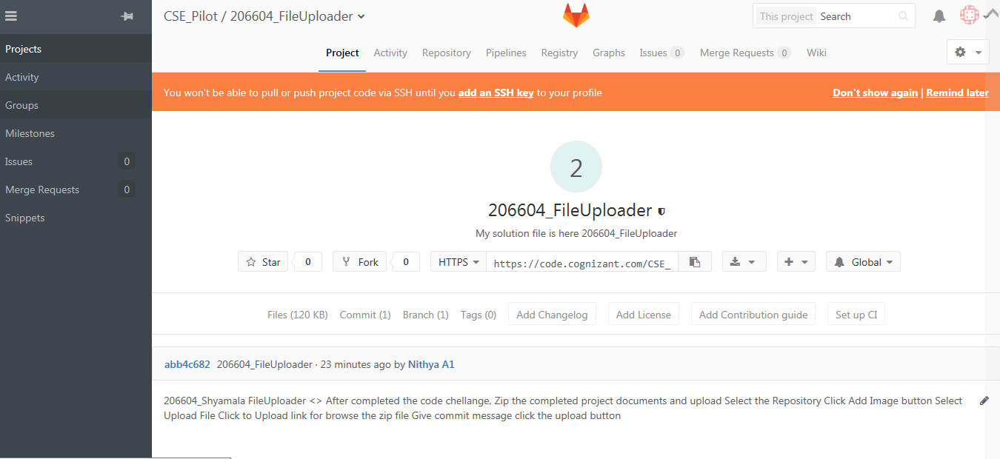 CSE_Pilot / 206604_FileUploader
This project Search
Projects
Activity
Groups
Milestones
Issues 0
Merge Requests 0
Snippets
Project Activity Repository Pipelines Registry Graphs Issues 0 Merge Requests 0 Wiki
You won't be able to pull or push project code via SSH until you add an SSH key to your profile
Don't show again | Remind later
2
206604_FileUploader
My solution file is here 206604_FileUploader
Star 0 Fork 0 HTTPS https://code.cognizant.com/CSE_ Global
Files (120 KB) Commit (1) Branch (1) Tags (0) Add Changelog Add License Add Contribution guide Set up CI
abb4c682 206604_FileUploader · 23 minutes ago by Nithya A1
206604_Shyamala FileUploader <> After completed the code chellange, Zip the completed project documents and upload Select the Repository Click Add Image button Select
Upload File Click to Upload link for browse the zip file Give commit message click the upload button